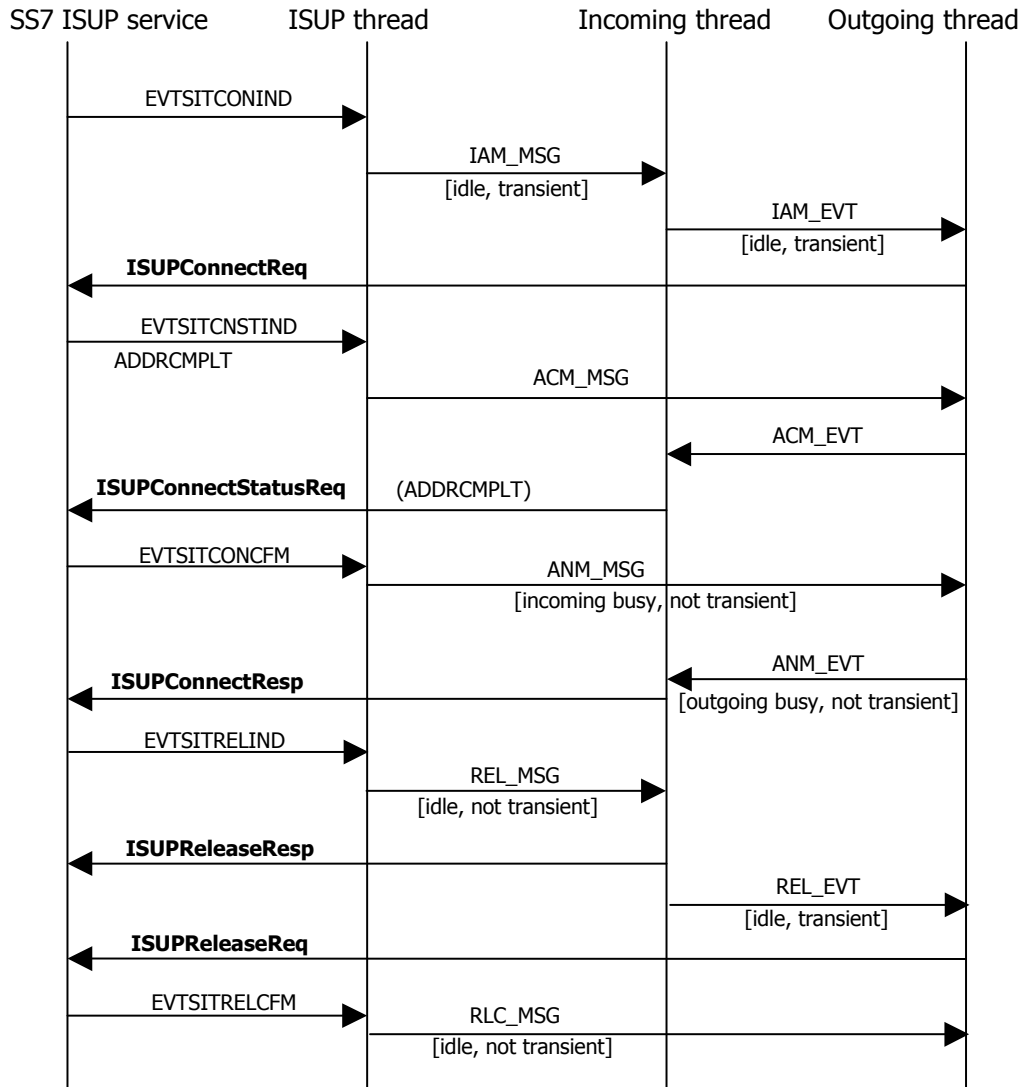 SS7 ISUP service ISUP thread Incoming thread Outgoing thread
EVTSITCONIND
IAM_MSG
[idle, transient]
IAM_EVT
[idle, transient]
ISUPConnectReq
EVTSITCNSTIND
ADDRCMPLT
ACM_MSG
ACM_EVT
ISUPConnectStatusReq (ADDRCMPLT)
EVTSITCONCFM
ANM_MSG
[incoming busy, not transient]
ANM_EVT
ISUPConnectResp
[outgoing busy, not transient]
EVTSITRELIND
REL_MSG
[idle, not transient]
ISUPReleaseResp
REL_EVT
[idle, transient]
ISUPReleaseReq
EVTSITRELCFM
RLC_MSG
[idle, not transient]